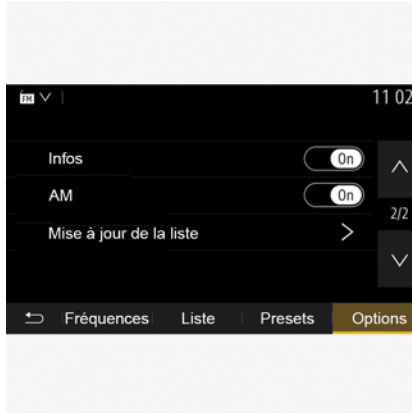 FM
11 02
Infos
On
AM
On
2/2
Mise à jour de la liste
Fréquences
Liste
Presets
Options